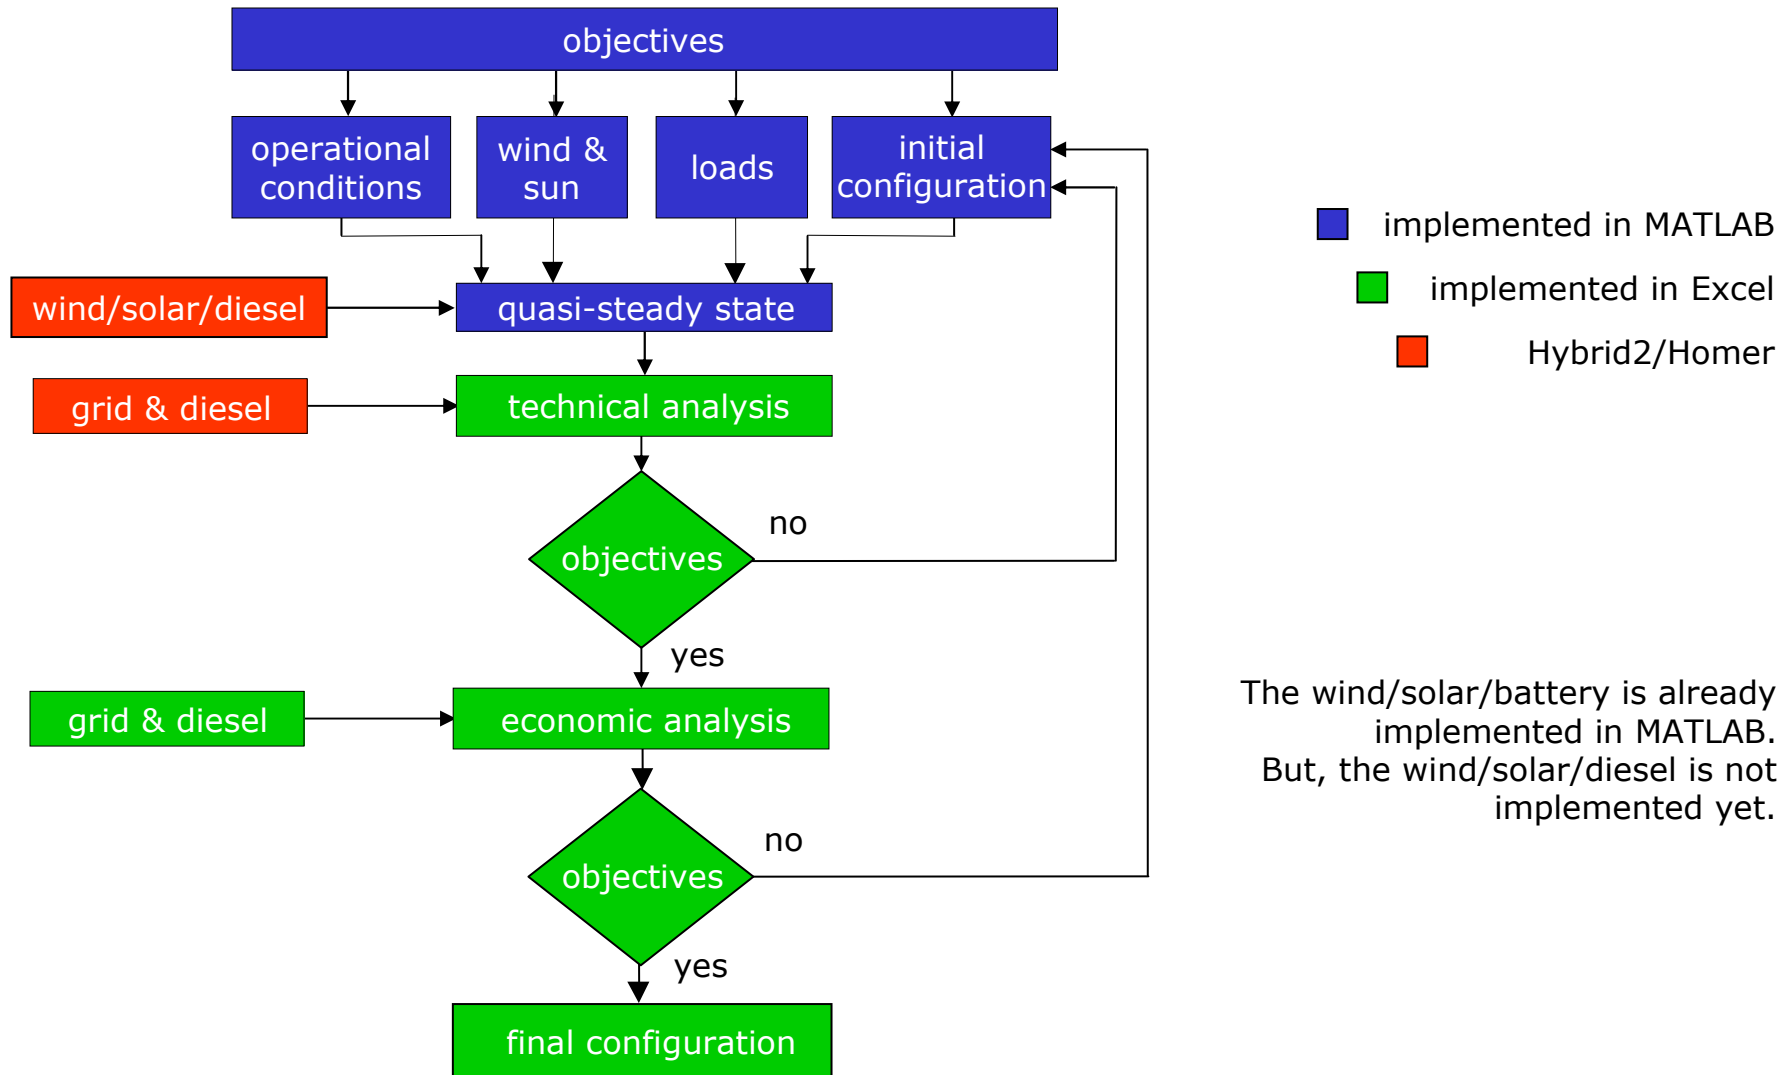 objectives
operational
conditions
wind &
sun
loads
initial
configuration
implemented in MATLAB
implemented in Excel
Hybrid2/Homer
wind/solar/diesel
quasi-steady state
grid & diesel
technical analysis
no
objectives
yes
grid & diesel
economic analysis
The wind/solar/battery is already
implemented in MATLAB.
But, the wind/solar/diesel is not
implemented yet.
no
objectives
yes
final configuration